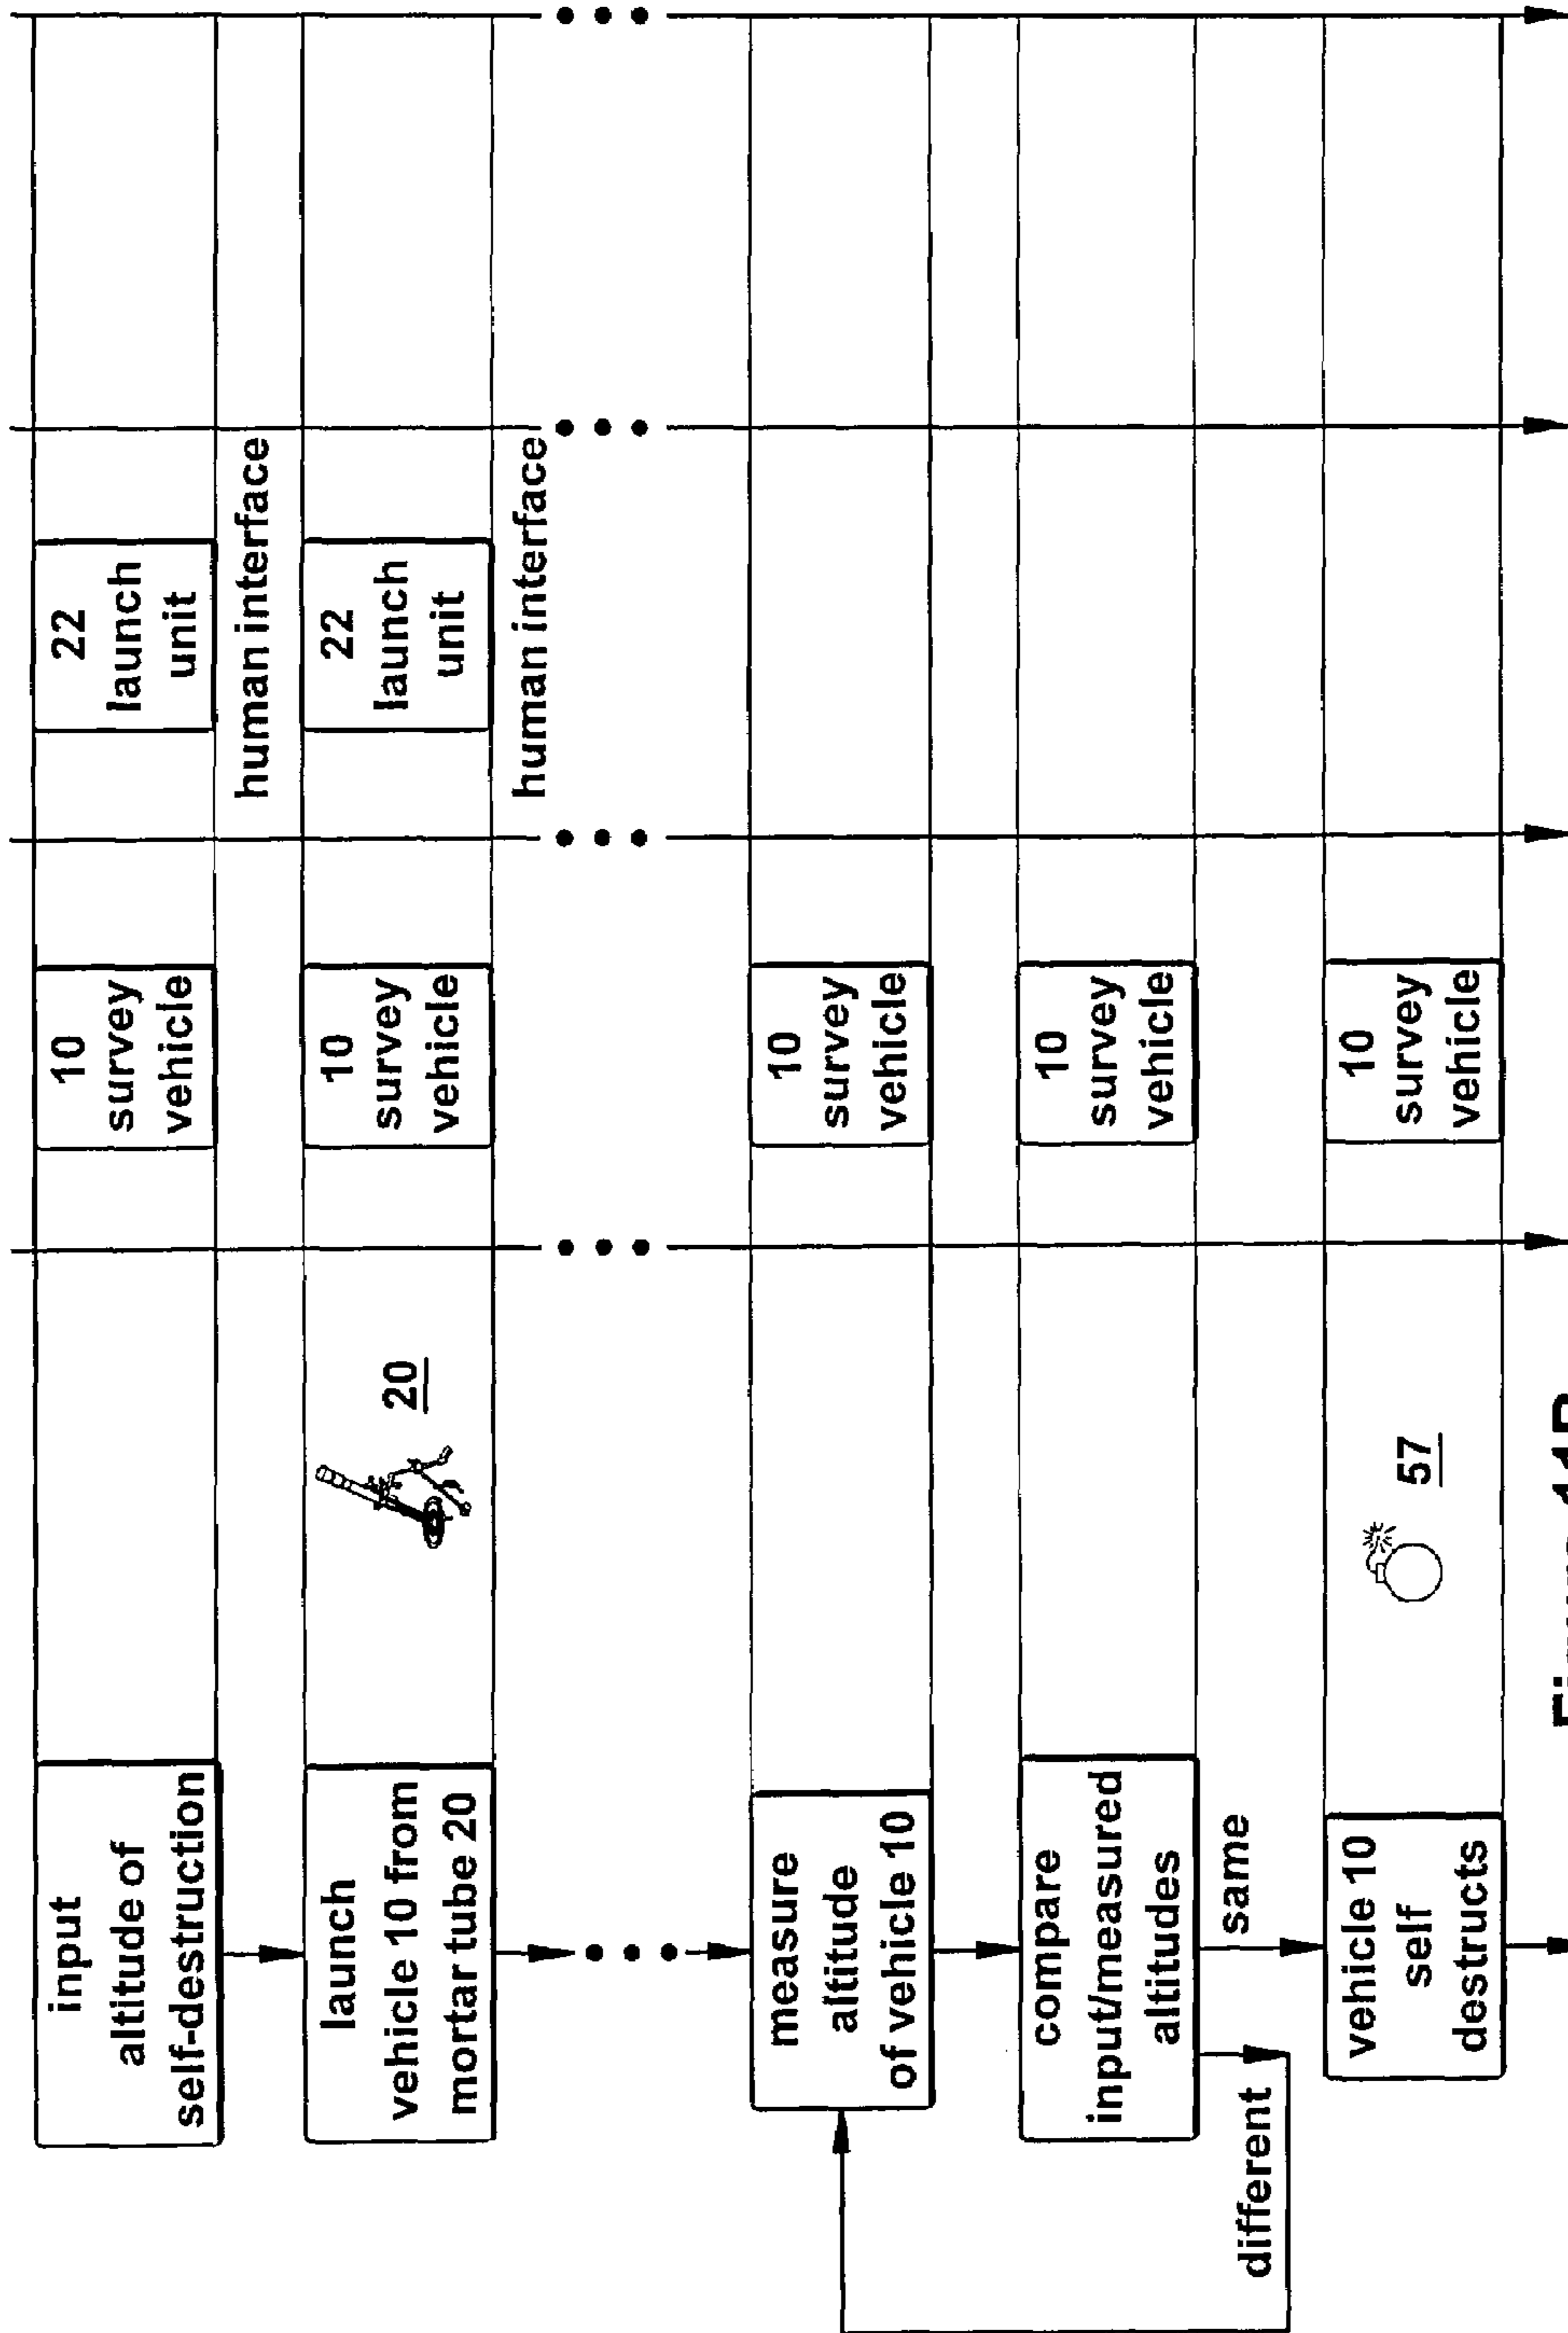 input
altitude of
self-destruction
10
survey
vehicle
22
launch
unit
human interface
launch
vehicle 10 from
mortar tube 20
20
10
survey
vehicle
22
launch
unit
human interface
measure
altitude
of vehicle 10
10
survey
vehicle
compare
input/measured
altitudes
10
survey
vehicle
different
same
vehicle 10
self
destructs
57
10
survey
vehicle